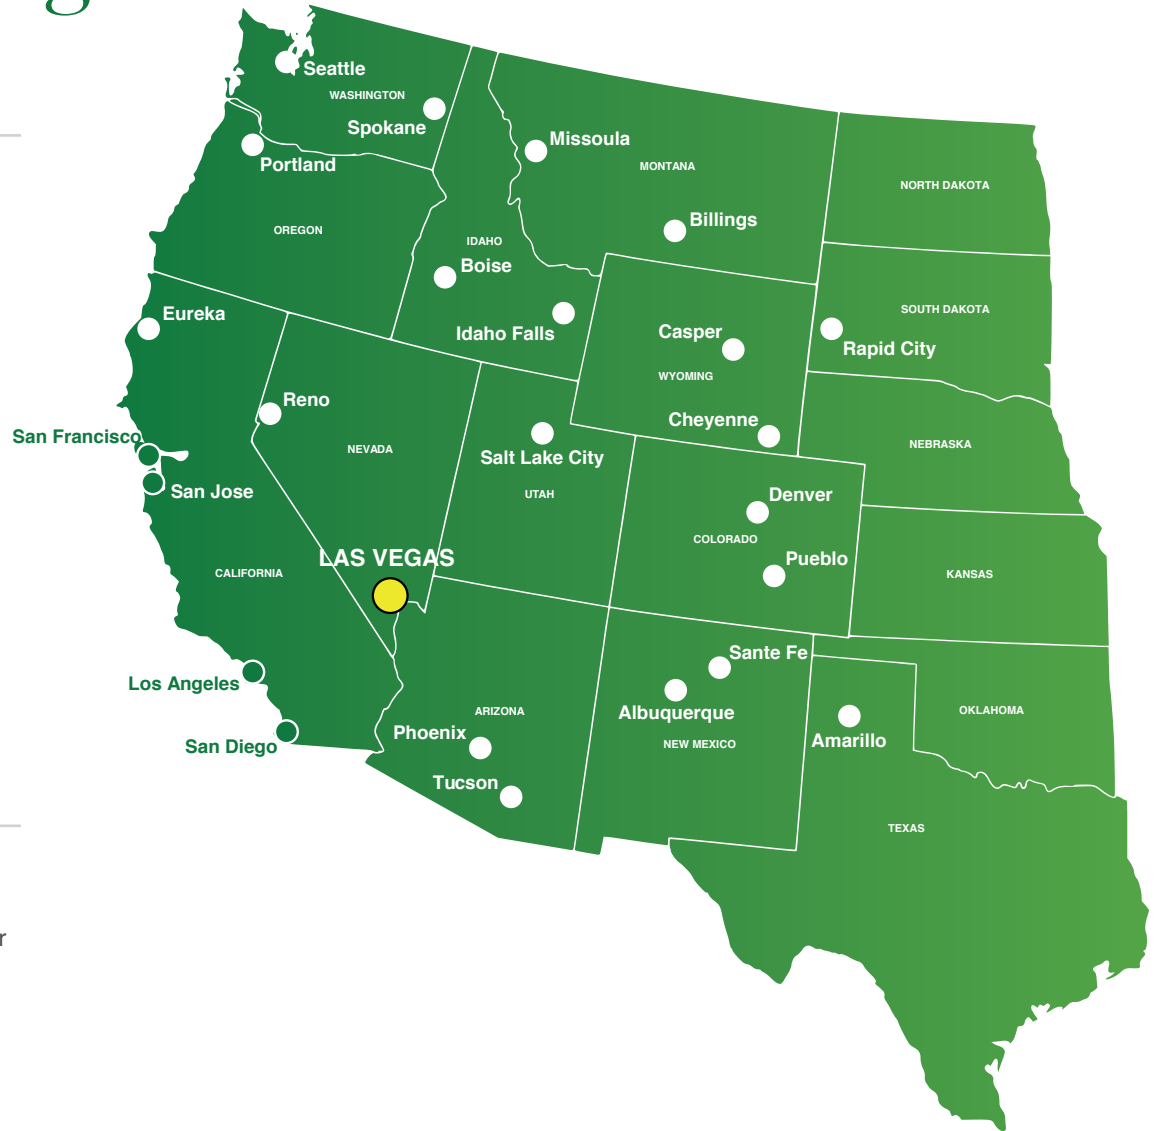 g
Seattle
WASHINGTON
Spokane
Missoula
Portland
MONTANA
NORTH DAKOTA
Billings
OREGON
IDAHO
Boise
Eureka
SOUTH DAKOTA
Idaho Falls
Casper
Rapid City
WYOMING
Reno
Cheyenne
San Francisco
NEVADA
NEBRASKA
Salt Lake City
San Jose
UTAH
Denver
COLORADO
LAS VEGAS
Pueblo
CALIFORNIA
KANSAS
Sante Fe
Los Angeles
ARIZONA
Albuquerque
OKLAHOMA
Phoenix
NEW MEXICO
Amarillo
San Diego
Tucson
TEXAS
r